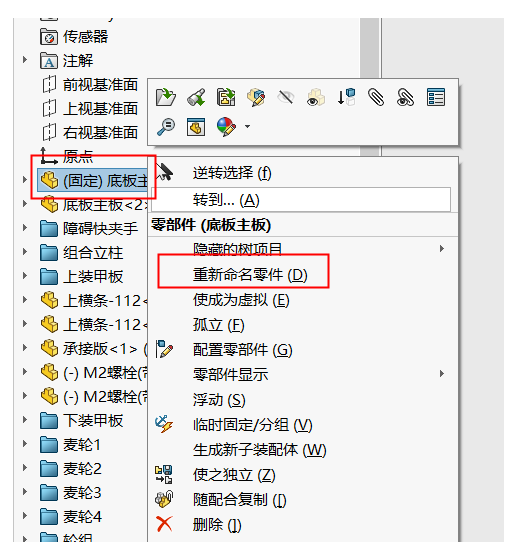 传感器
注解
前视基准面
上视基准面
右视基准面
原点
(固定) 底板主
底板主板<2>
障碍快夹手
组合立柱
上装甲板
上横条-112<
上横条-112<
承接版<1> (
(-) M2螺栓(
(-) M2螺栓(
下装甲板
麦轮1
麦轮2
麦轮3
麦轮4
轮组
逆转选择 (f)
转到... (A)
零部件 (底板主板)
隐藏的树项目
重新命名零件 (D)
使成为虚拟 (E)
孤立 (F)
配置零部件 (G)
零部件显示
浮动 (S)
临时固定/分组 (V)
生成新子装配体 (W)
使之独立 (Z)
随配合复制 ([)
删除 (])